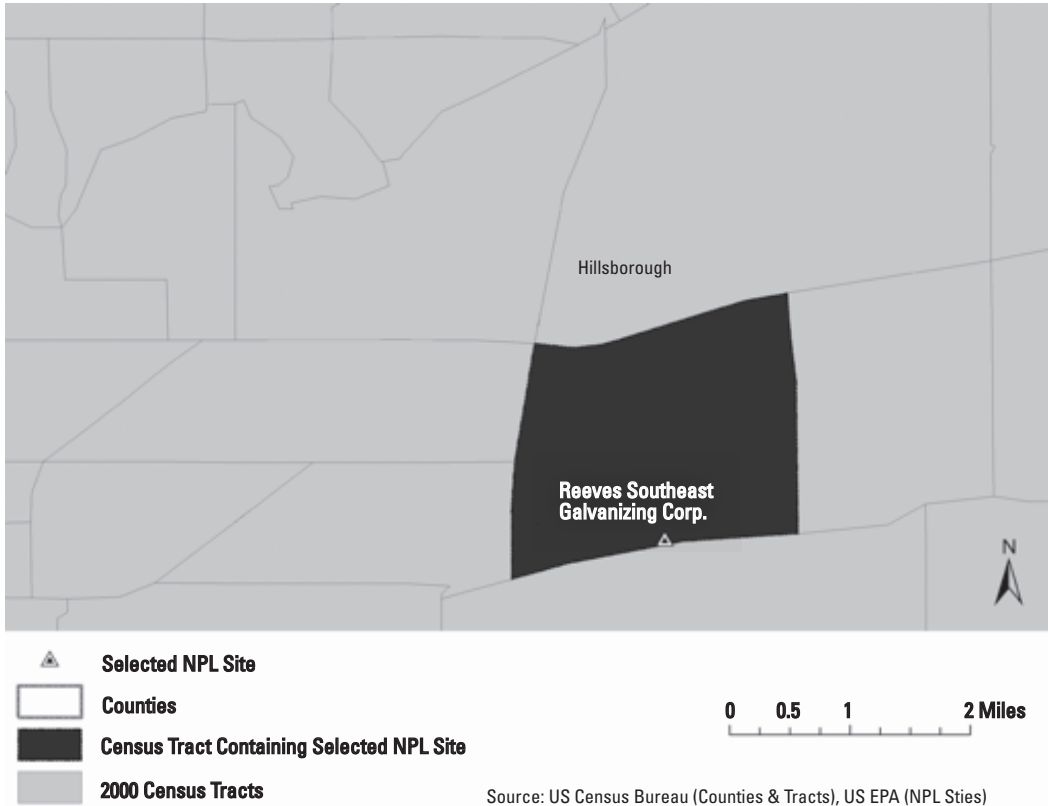 Hillsborough
Reeves Southeast
Galvanizing Corp.
N
Selected NPL Site
Counties
Census Tract Containing Selected NPL Site
2000 Census Tracts
0 0.5 1 2 Miles
Source: US Census Bureau (Counties & Tracts), US EPA (NPL Sties)